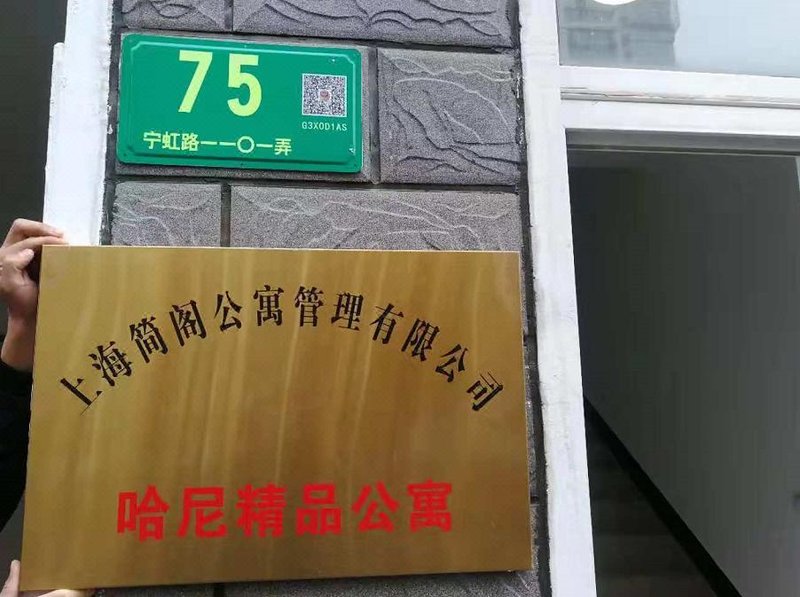 75
G3X0D1AS
宁虹路一一〇一弄
上海简阁公寓管理有限公司
哈尼精品公寓